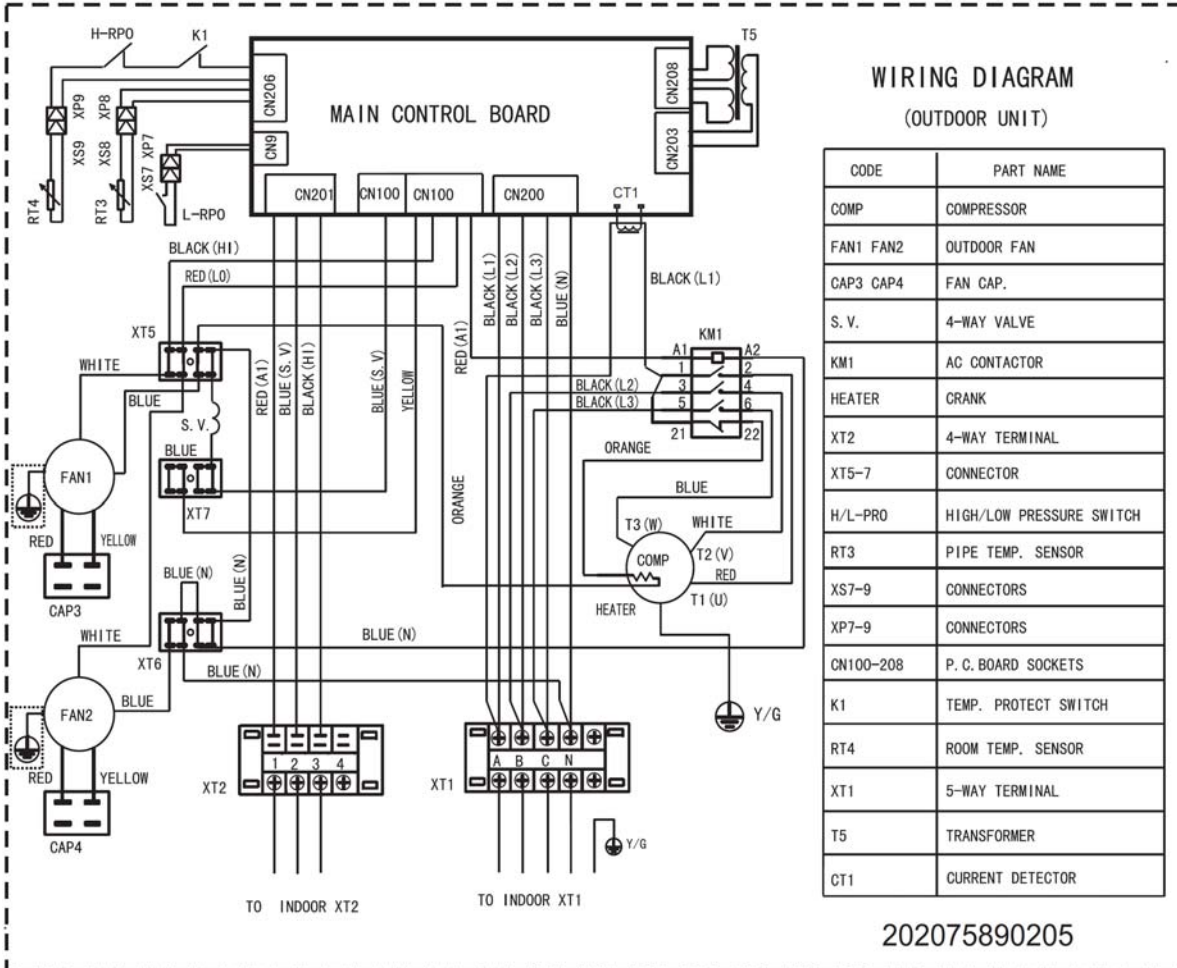 H-RPO
K1
T5
XP9
XP8
XS9
XS8
XS7 XP7
RT4
RT3
L-RPO
CN206
CN9
MAIN CONTROL BOARD
CN208
CN203
CN201
CN100
CN100
CN200
CT1
BLACK(HI)
RED(LO)
BLACK(L1)
BLACK(L2)
BLACK(L3)
BLUE(N)
BLACK(L1)
XT5
WHITE
BLUE
S.V.
BLUE
XT7
RED(A1)
BLUE(S.V)
BLACK(HI)
BLUE(S.V)
YELLOW
RED(A1)
ORANGE
KM1
A1
A2
1
2
BLACK(L2)
3
4
BLACK(L3)
5
6
21
22
ORANGE
BLUE
FAN1
RED
YELLOW
CAP3
T3(W)
WHITE
COMP
T2(V)
RED
T1(U)
HEATER
BLUE(N)
BLUE(N)
WHITE
XT6
BLUE(N)
BLUE(N)
BLUE
FAN2
RED
YELLOW
CAP4
Y/G
XT2
1 2 3 4
XT1
A B C N
Y/G
TO INDOOR XT2
TO INDOOR XT1
WIRING DIAGRAM
(OUTDOOR UNIT)
CODE PART NAME
COMP COMPRESSOR
FAN1 FAN2 OUTDOOR FAN
CAP3 CAP4 FAN CAP.
S.V. 4-WAY VALVE
KM1 AC CONTACTOR
HEATER CRANK
XT2 4-WAY TERMINAL
XT5-7 CONNECTOR
H/L-PRO HIGH/LOW PRESSURE SWITCH
RT3 PIPE TEMP. SENSOR
XS7-9 CONNECTORS
XP7-9 CONNECTORS
CN100-208 P.C.BOARD SOCKETS
K1 TEMP. PROTECT SWITCH
RT4 ROOM TEMP. SENSOR
XT1 5-WAY TERMINAL
T5 TRANSFORMER
CT1 CURRENT DETECTOR
202075890205